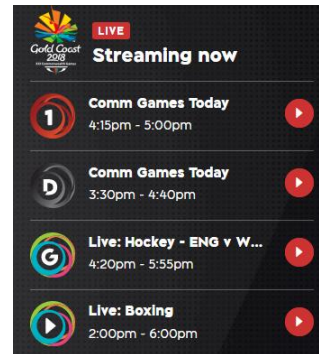 LIVE
Gold Coast
2018
Streaming now
1
Comm Games Today
4:15pm - 5:00pm
D
Comm Games Today
3:30pm - 4:40pm
G
Live: Hockey - ENG v W...
4:20pm - 5:55pm
Live: Boxing
2:00pm - 6:00pm